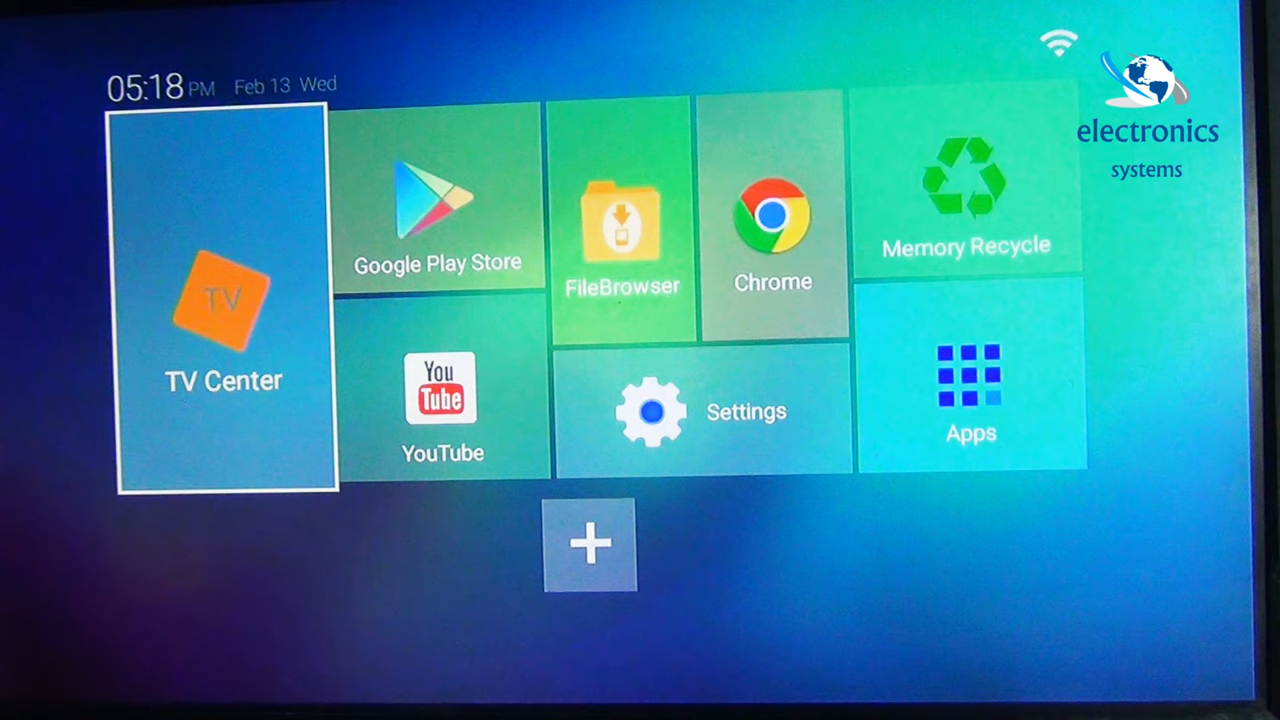 05:18 PM Feb 13 Wed
electronics
systems
TV
TV Center
Google Play Store
FileBrowser
Chrome
Memory Recycle
You
Tube
YouTube
Settings
Apps